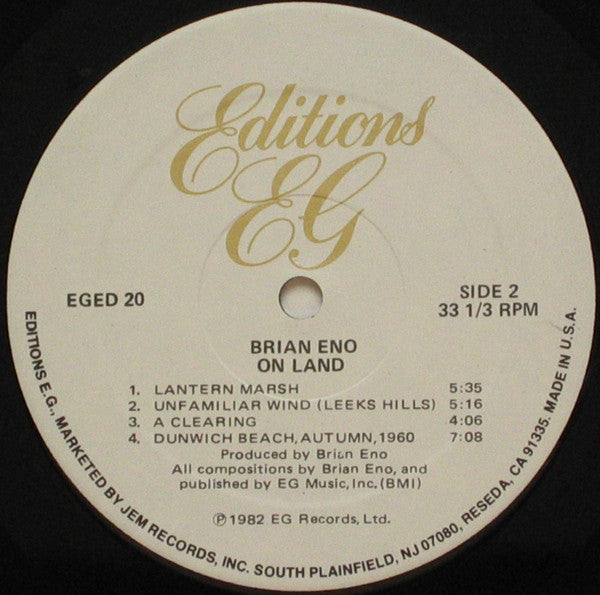 Editions
EG
EGED 20
SIDE 2
33 1/3 RPM
BRIAN ENO
ON LAND
1. LANTERN MARSH 5:35
2. UNFAMILIAR WIND (LEEKS HILLS) 5:16
3. A CLEARING 4:06
4. DUNWICH BEACH, AUTUMN, 1960 7:08
Produced by Brian Eno
All compositions by Brian Eno, and
published by EG Music, Inc. (BMI)
℗ 1982 EG Records, Ltd.
EDITIONS E.G., MARKETED BY JEM RECORDS, INC. SOUTH PLAINFIELD, NJ 07080, RESEDA, CA 91335. MADE IN U.S.A.